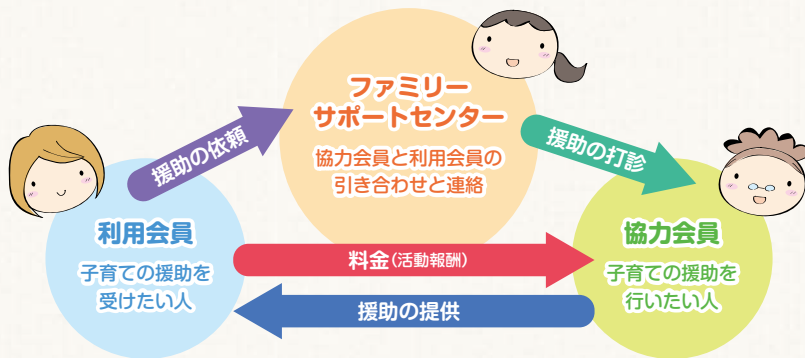 ファミリー
サポートセンター
協力会員と利用会員の
引き合わせと連絡
援助の依頼
援助の打診
利用会員
子育ての援助を
受けたい人
料金(活動報酬)
援助の提供
協力会員
子育ての援助を
行いたい人